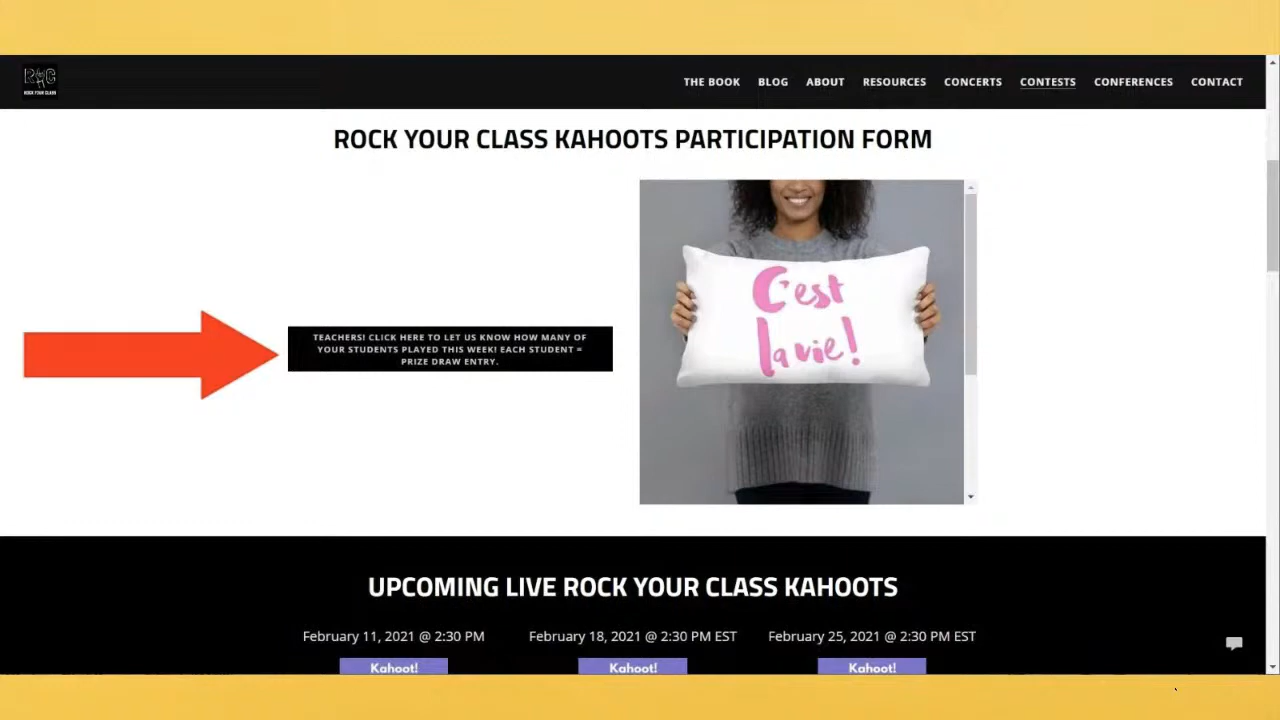 ROCK YOUR CLASS
THE BOOK BLOG ABOUT RESOURCES CONCERTS CONTESTS CONFERENCES CONTACT
ROCK YOUR CLASS KAHOOTS PARTICIPATION FORM
TEACHERS! CLICK HERE TO LET US KNOW HOW MANY OF
YOUR STUDENTS PLAYED THIS WEEK! EACH STUDENT =
PRIZE DRAW ENTRY.
C'est
la vie!
UPCOMING LIVE ROCK YOUR CLASS KAHOOTS
February 11, 2021 @ 2:30 PM February 18, 2021 @ 2:30 PM EST February 25, 2021 @ 2:30 PM EST
Kahoot! Kahoot! Kahoot!